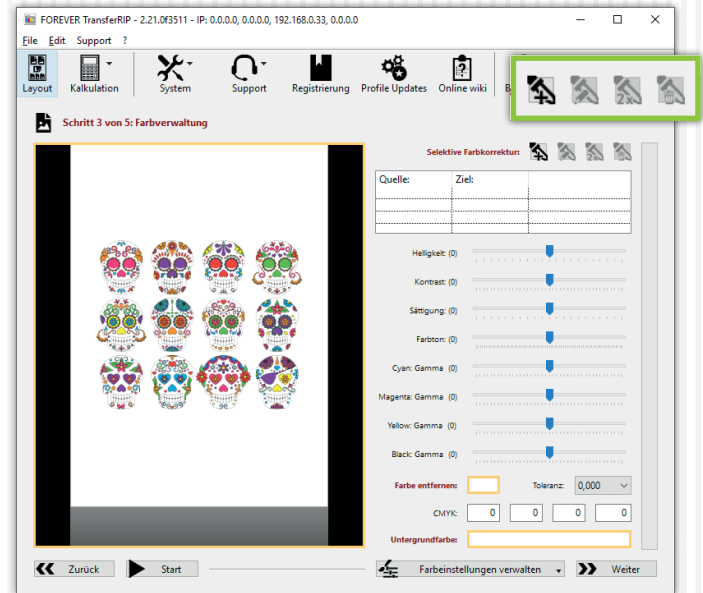 FOREVER TransferRIP - 2.21.0f3511 - IP: 0.0.0.0, 0.0.0.0, 192.168.0.33, 0.0.0.0
File Edit Support ?
Layout Kalkulation System Support Registrierung Profile Updates Online wiki
2x
Schritt 3 von 5: Farbverwaltung
Selektive Farbkorrektur:
Quelle: Ziel:
Helligkeit: (0)
Kontrast: (0)
Sättigung: (0)
Farbton: (0)
Cyan: Gamma (0)
Magenta: Gamma (0)
Yellow: Gamma (0)
Black: Gamma (0)
Farbe entfernen: Toleranz: 0,000
CMYK: 0 0 0 0
Untergrundfarbe:
Zurück Start Farbeinstellungen verwalten Weiter